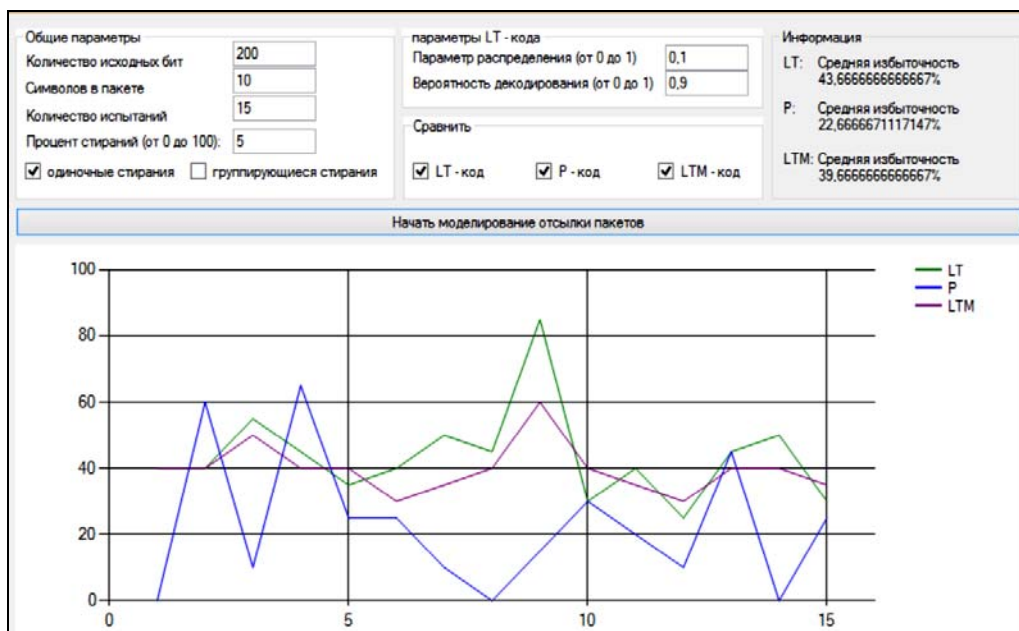 Общие параметры
Количество исходных бит 200
Символов в пакете 10
Количество испытаний 15
Процент стираний (от 0 до 100): 5
одиночные стирания группирующиеся стирания
параметры LT - кода
Параметр распределения (от 0 до 1) 0,1
Вероятность декодирования (от 0 до 1) 0,9
Сравнить
LT - код P - код LTM - код
Информация
LT: Средняя избыточность
43,6666666666667%
P: Средняя избыточность
22,6666671117147%
LTM: Средняя избыточность
39,6666666666667%
Начать моделирование отсылки пакетов
100
80
60
40
20
0
0 5 10 15
LT
P
LTM